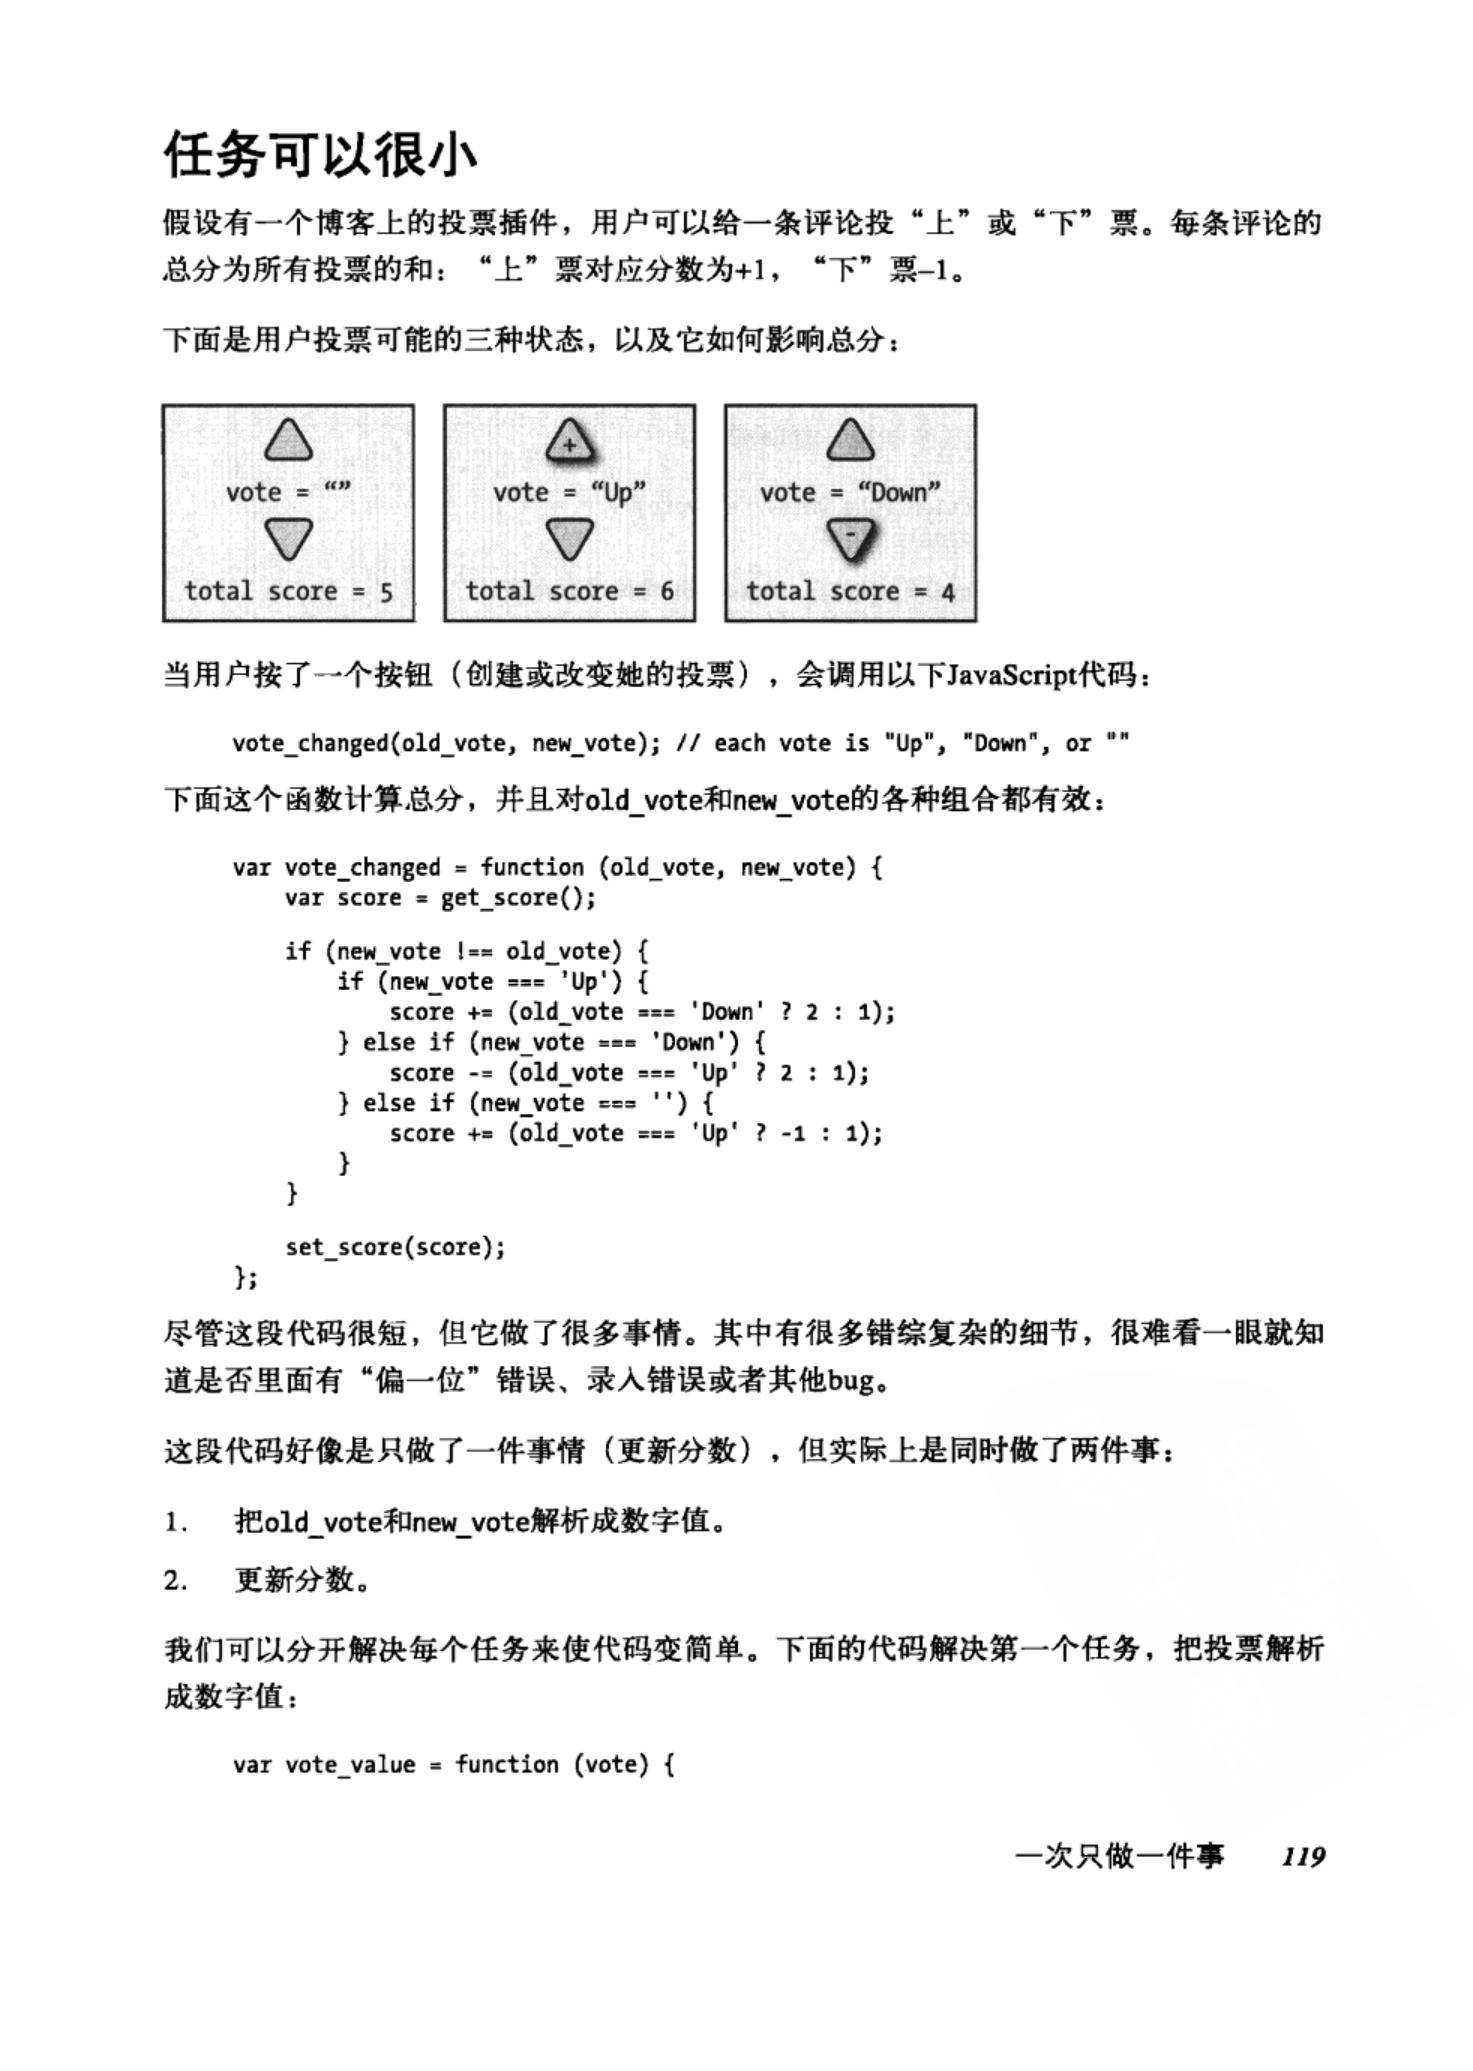 任务可以很小
假设有一个博客上的投票插件，用户可以给一条评论投“上”或“下”票。每条评论的
总分为所有投票的和：“上”票对应分数为+1，“下”票–1。
下面是用户投票可能的三种状态，以及它如何影响总分：
vote = “”
total score = 5
+
vote = “Up”
total score = 6
vote = “Down”
-
total score = 4
当用户按了一个按钮（创建或改变她的投票），会调用以下JavaScript代码：
vote_changed(old_vote, new_vote); // each vote is "Up", "Down", or ""
下面这个函数计算总分，并且对old_vote和new_vote的各种组合都有效：
var vote_changed = function (old_vote, new_vote) {
    var score = get_score();
    if (new_vote !== old_vote) {
        if (new_vote === 'Up') {
            score += (old_vote === 'Down' ? 2 : 1);
        } else if (new_vote === 'Down') {
            score -= (old_vote === 'Up' ? 2 : 1);
        } else if (new_vote === '') {
            score += (old_vote === 'Up' ? -1 : 1);
        }
    }
    set_score(score);
};
尽管这段代码很短，但它做了很多事情。其中有很多错综复杂的细节，很难看一眼就知
道是否里面有“偏一位”错误、录入错误或者其他bug。
这段代码好像是只做了一件事情（更新分数），但实际上是同时做了两件事：
1. 把old_vote和new_vote解析成数字值。
2. 更新分数。
我们可以分开解决每个任务来使代码变简单。下面的代码解决第一个任务，把投票解析
成数字值：
var vote_value = function (vote) {
一次只做一件事 119